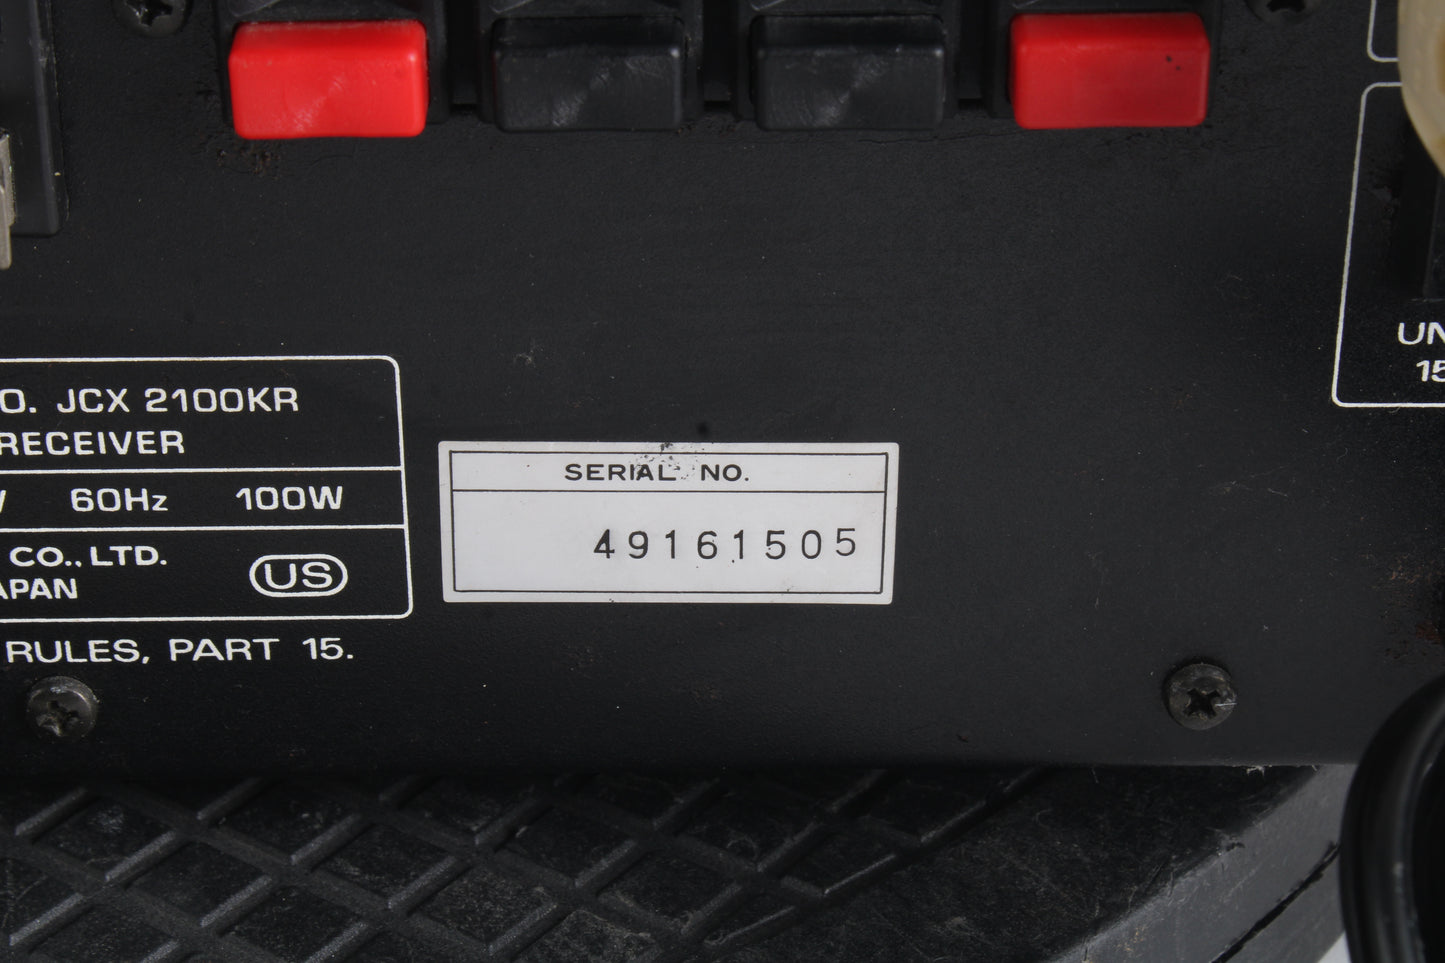 O. JCX 2100KR
RECEIVER
60Hz 100W
CO., LTD.
APAN
US
RULES, PART 15.
SERIAL NO.
49161505
UN
15